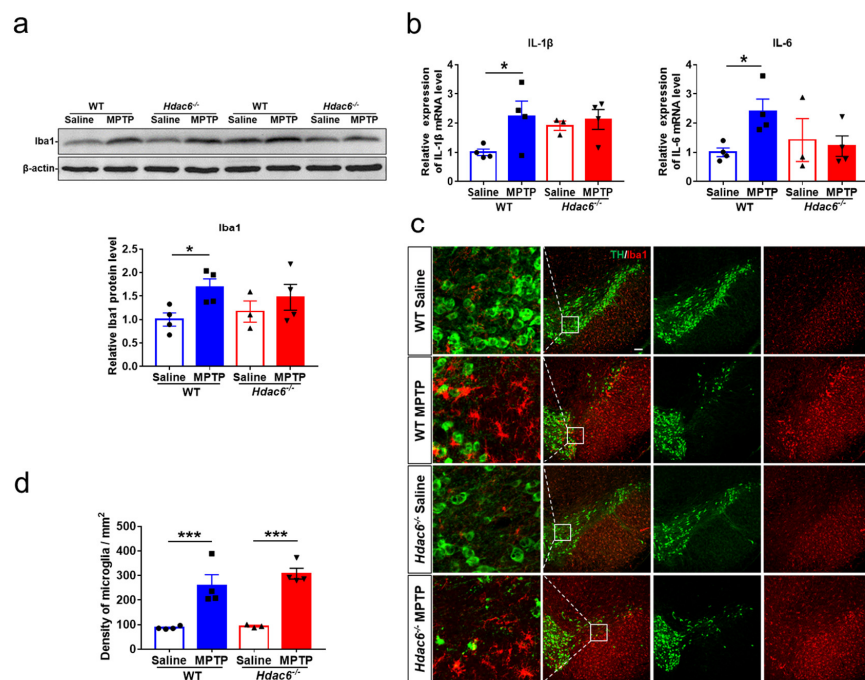 a
WT Hdac6-/- WT Hdac6-/-
Saline MPTP Saline MPTP Saline MPTP Saline MPTP
Iba1
β-actin
Iba1
Relative Iba1 protein level
2.5
2.0
1.5
1.0
0.5
0.0
*
Saline MPTP Saline MPTP
WT Hdac6-/-
b
IL-1β
Relative expression
of IL-1β mRNA level
4
3
2
1
0
*
Saline MPTP Saline MPTP
WT Hdac6-/-
IL-6
Relative expression
of IL-6 mRNA level
4
3
2
1
0
*
Saline MPTP Saline MPTP
WT Hdac6-/-
c
TH/Iba1
WT Saline
WT MPTP
Hdac6-/- Saline
Hdac6-/- MPTP
d
Density of microglia / mm²
500
400
300
200
100
0
*** ***
Saline MPTP Saline MPTP
WT Hdac6-/-